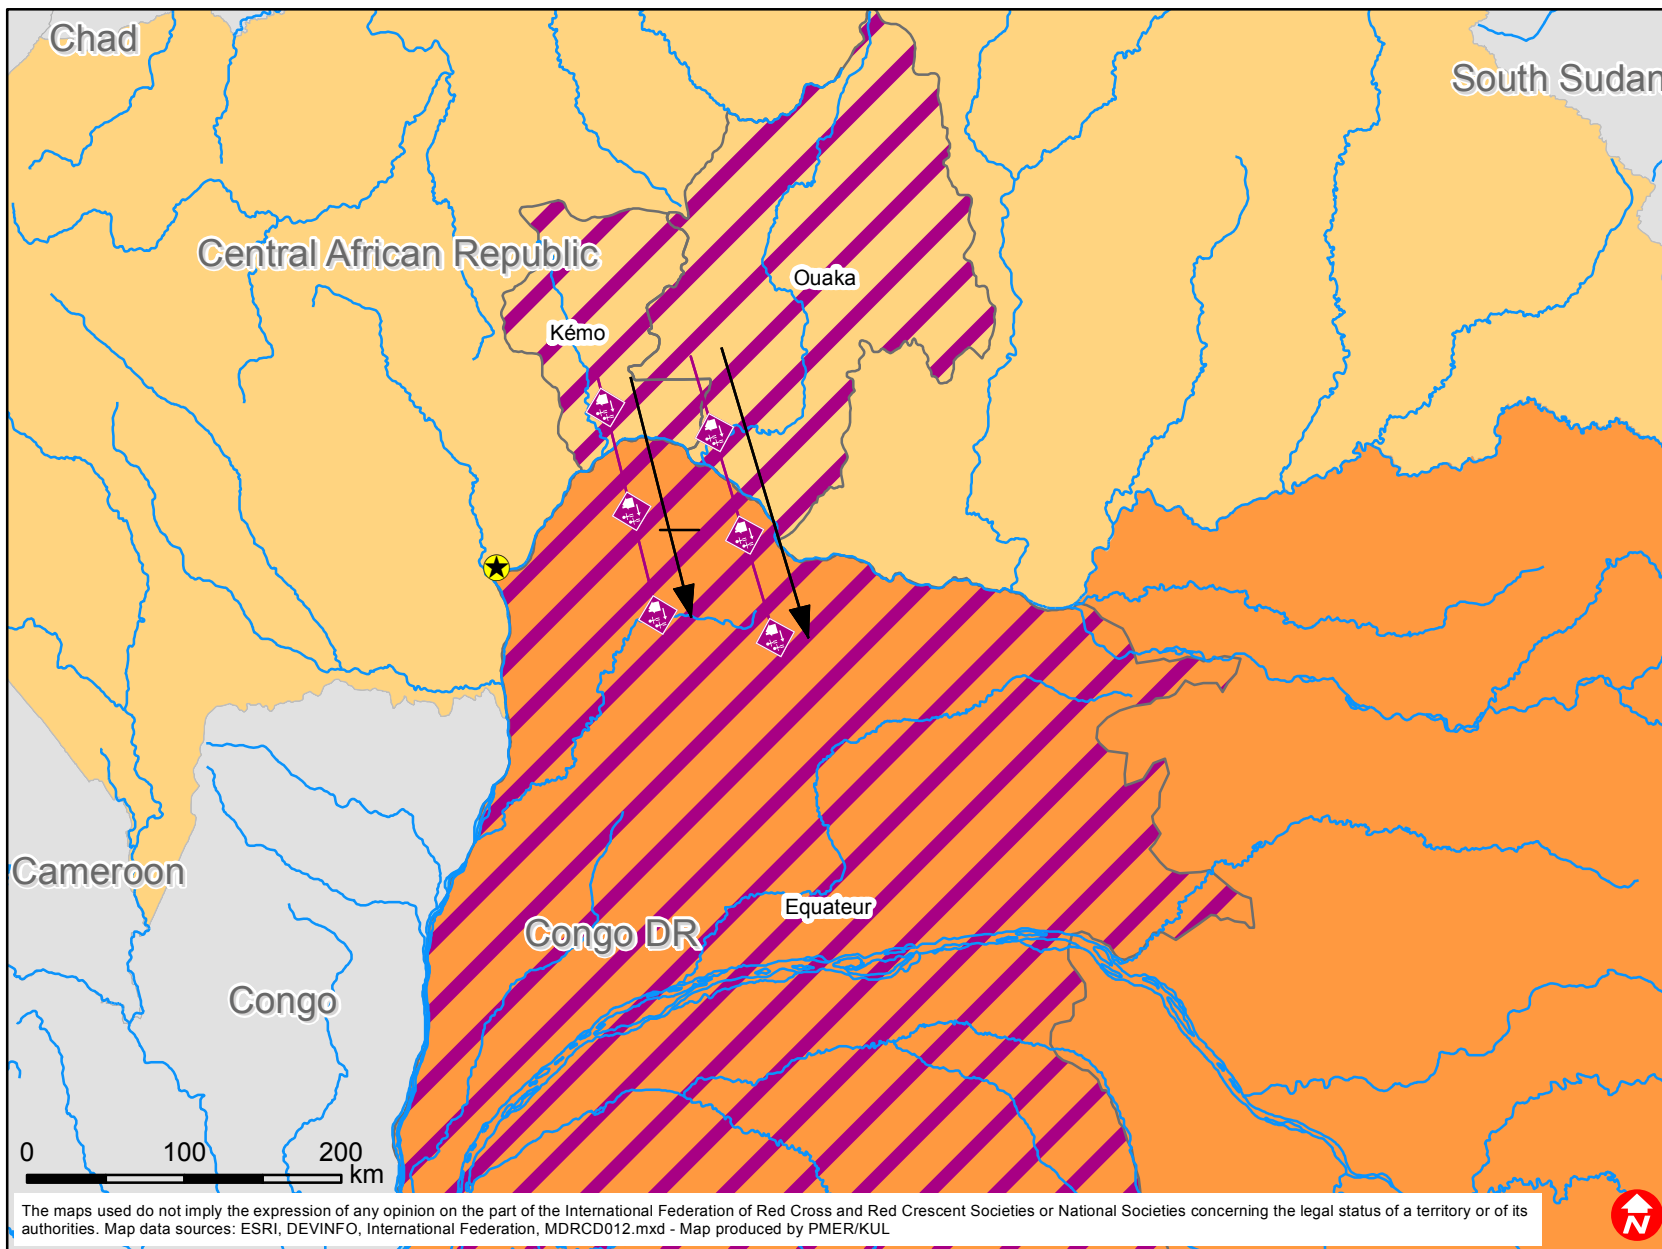 Chad
South Sudan
Central African Republic
Ouaka
Kémo
Cameroon
Equateur
Congo DR
Congo
0 100 200
km
The maps used do not imply the expression of any opinion on the part of the International Federation of Red Cross and Red Crescent Societies or National Societies concerning the legal status of a territory or of its
authorities. Map data sources: ESRI, DEVINFO, International Federation, MDRCD012.mxd - Map produced by PMER/KUL
N